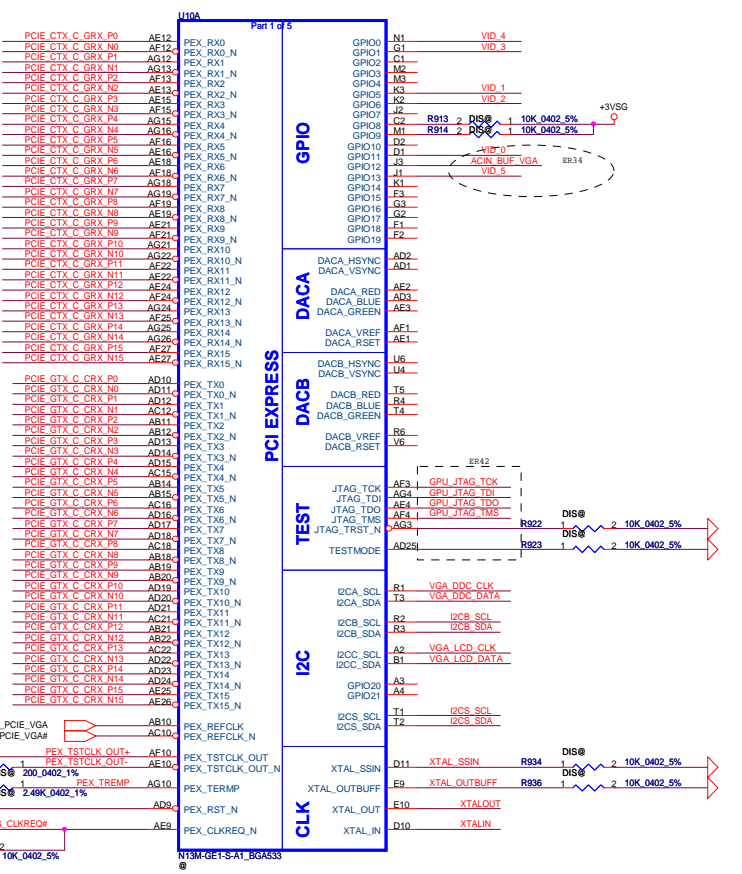 U10A
Part 1 of 5
PCIE_CTX_C_GRX_P0 AE12 PEX_RX0
PCIE_CTX_C_GRX_N0 AF12 PEX_RX0_N
PCIE_CTX_C_GRX_P1 AG12 PEX_RX1
PCIE_CTX_C_GRX_N1 AG13 PEX_RX1_N
PCIE_CTX_C_GRX_P2 AF13 PEX_RX2
PCIE_CTX_C_GRX_N2 AE13 PEX_RX2_N
PCIE_CTX_C_GRX_P3 AE15 PEX_RX3
PCIE_CTX_C_GRX_N3 AF15 PEX_RX3_N
PCIE_CTX_C_GRX_P4 AG15 PEX_RX4
PCIE_CTX_C_GRX_N4 AG16 PEX_RX4_N
PCIE_CTX_C_GRX_P5 AF16 PEX_RX5
PCIE_CTX_C_GRX_N5 AE16 PEX_RX5_N
PCIE_CTX_C_GRX_P6 AE18 PEX_RX6
PCIE_CTX_C_GRX_N6 AF18 PEX_RX6_N
PCIE_CTX_C_GRX_P7 AG18 PEX_RX7
PCIE_CTX_C_GRX_N7 AG19 PEX_RX7_N
PCIE_CTX_C_GRX_P8 AF19 PEX_RX8
PCIE_CTX_C_GRX_N8 AE19 PEX_RX8_N
PCIE_CTX_C_GRX_P9 AE21 PEX_RX9
PCIE_CTX_C_GRX_N9 AF21 PEX_RX9_N
PCIE_CTX_C_GRX_P10 AG21 PEX_RX10
PCIE_CTX_C_GRX_N10 AG22 PEX_RX10_N
PCIE_CTX_C_GRX_P11 AF22 PEX_RX11
PCIE_CTX_C_GRX_N11 AE22 PEX_RX11_N
PCIE_CTX_C_GRX_P12 AE24 PEX_RX12
PCIE_CTX_C_GRX_N12 AF24 PEX_RX12_N
PCIE_CTX_C_GRX_P13 AG24 PEX_RX13
PCIE_CTX_C_GRX_N13 AF25 PEX_RX13_N
PCIE_CTX_C_GRX_P14 AG25 PEX_RX14
PCIE_CTX_C_GRX_N14 AG26 PEX_RX14_N
PCIE_CTX_C_GRX_P15 AF27 PEX_RX15
PCIE_CTX_C_GRX_N15 AE27 PEX_RX15_N
PCIE_GTX_C_CRX_P0 AD10 PEX_TX0
PCIE_GTX_C_CRX_N0 AD11 PEX_TX0_N
PCIE_GTX_C_CRX_P1 AD12 PEX_TX1
PCIE_GTX_C_CRX_N1 AC12 PEX_TX1_N
PCIE_GTX_C_CRX_P2 AB11 PEX_TX2
PCIE_GTX_C_CRX_N2 AB12 PEX_TX2_N
PCIE_GTX_C_CRX_P3 AD13 PEX_TX3
PCIE_GTX_C_CRX_N3 AD14 PEX_TX3_N
PCIE_GTX_C_CRX_P4 AD15 PEX_TX4
PCIE_GTX_C_CRX_N4 AC15 PEX_TX4_N
PCIE_GTX_C_CRX_P5 AB14 PEX_TX5
PCIE_GTX_C_CRX_N5 AB15 PEX_TX5_N
PCIE_GTX_C_CRX_P6 AC16 PEX_TX6
PCIE_GTX_C_CRX_N6 AD16 PEX_TX6_N
PCIE_GTX_C_CRX_P7 AD17 PEX_TX7
PCIE_GTX_C_CRX_N7 AD18 PEX_TX7_N
PCIE_GTX_C_CRX_P8 AC18 PEX_TX8
PCIE_GTX_C_CRX_N8 AB18 PEX_TX8_N
PCIE_GTX_C_CRX_P9 AB19 PEX_TX9
PCIE_GTX_C_CRX_N9 AB20 PEX_TX9_N
PCIE_GTX_C_CRX_P10 AD19 PEX_TX10
PCIE_GTX_C_CRX_N10 AD20 PEX_TX10_N
PCIE_GTX_C_CRX_P11 AD21 PEX_TX11
PCIE_GTX_C_CRX_N11 AC21 PEX_TX11_N
PCIE_GTX_C_CRX_P12 AB21 PEX_TX12
PCIE_GTX_C_CRX_N12 AB22 PEX_TX12_N
PCIE_GTX_C_CRX_P13 AC22 PEX_TX13
PCIE_GTX_C_CRX_N13 AD22 PEX_TX13_N
PCIE_GTX_C_CRX_P14 AD23 PEX_TX14
PCIE_GTX_C_CRX_N14 AD24 PEX_TX14_N
PCIE_GTX_C_CRX_P15 AE25 PEX_TX15
PCIE_GTX_C_CRX_N15 AE26 PEX_TX15_N
_PCIE_VGA AB10 PEX_REFCLK
PCIE_VGA# AC10 PEX_REFCLK_N
PEX_TSTCLK_OUT+ AF10 PEX_TSTCLK_OUT
PEX_TSTCLK_OUT- AE10 PEX_TSTCLK_OUT_N
1
S@ 200_0402_1%
PEX_TREMP AG10 PEX_TERMP
1
S@ 2.49K_0402_1%
AD9 PEX_RST_N
S_CLKREQ# AE9 PEX_CLKREQ_N
2
10K_0402_5%
PCI EXPRESS
GPIO
GPIO0 N1 VID_4
GPIO1 G1 VID_3
GPIO2 C1
GPIO3 M2
GPIO4 M3
GPIO5 K3 VID_1
GPIO6 K2 VID_2
GPIO7 J2
+3VSG
GPIO8 C2 R913 2 DIS@ 1 10K_0402_5%
GPIO9 M1 R914 2 DIS@ 1 10K_0402_5%
GPIO10 D2
GPIO11 D1 VID_0
GPIO12 J3 ACIN_BUF_VGA ER34
GPIO13 J1 VID_5
GPIO14 K1
GPIO15 F3
GPIO16 G3
GPIO17 G2
GPIO18 F1
GPIO19 F2
DACA
DACA_HSYNC AD2
DACA_VSYNC AD1
DACA_RED AE2
DACA_BLUE AD3
DACA_GREEN AE3
DACA_VREF AF1
DACA_RSET AE1
DACB
DACB_HSYNC U6
DACB_VSYNC U4
DACB_RED T5
DACB_BLUE R4
DACB_GREEN T4
DACB_VREF R6
DACB_RSET V6
TEST
ER42
JTAG_TCK AF3 GPU_JTAG_TCK
JTAG_TDI AG4 GPU_JTAG_TDI
JTAG_TDO AE4 GPU_JTAG_TDO
JTAG_TMS AF4 GPU_JTAG_TMS
DIS@
JTAG_TRST_N AG3 R922 1 2 10K_0402_5%
DIS@
TESTMODE AD25 R923 1 2 10K_0402_5%
I2C
I2CA_SCL R1 VGA_DDC_CLK
I2CA_SDA T3 VGA_DDC_DATA
I2CB_SCL R2 I2CB_SCL
I2CB_SDA R3 I2CB_SDA
I2CC_SCL A2 VGA_LCD_CLK
I2CC_SDA B1 VGA_LCD_DATA
GPIO20 A3
GPIO21 A4
I2CS_SCL T1 I2CS_SCL
I2CS_SDA T2 I2CS_SDA
CLK
DIS@
XTAL_SSIN D11 XTAL_SSIN R934 1 2 10K_0402_5%
DIS@
XTAL_OUTBUFF E9 XTAL_OUTBUFF R936 1 2 10K_0402_5%
XTAL_OUT E10 XTALOUT
XTAL_IN D10 XTALIN
N13M-GE1-S-A1_BGA533
@